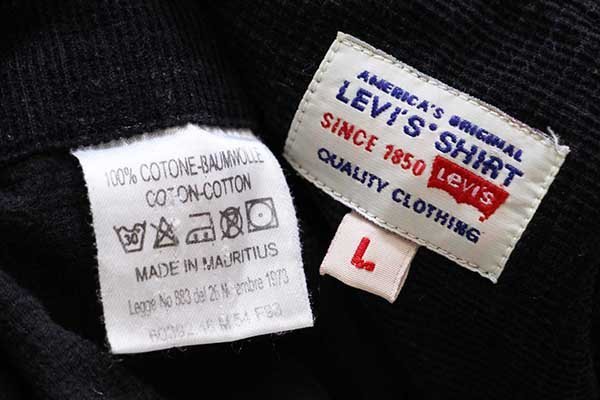 100% COTONE-BAUMWOLLE
COTON-COTTON
30°
MADE IN MAURITIUS
Legge No 883 del 26 Novembre 1973
AMERICA'S ORIGINAL
LEVI'S·SHIRT
SINCE 1850
Levi's
QUALITY CLOTHING
L